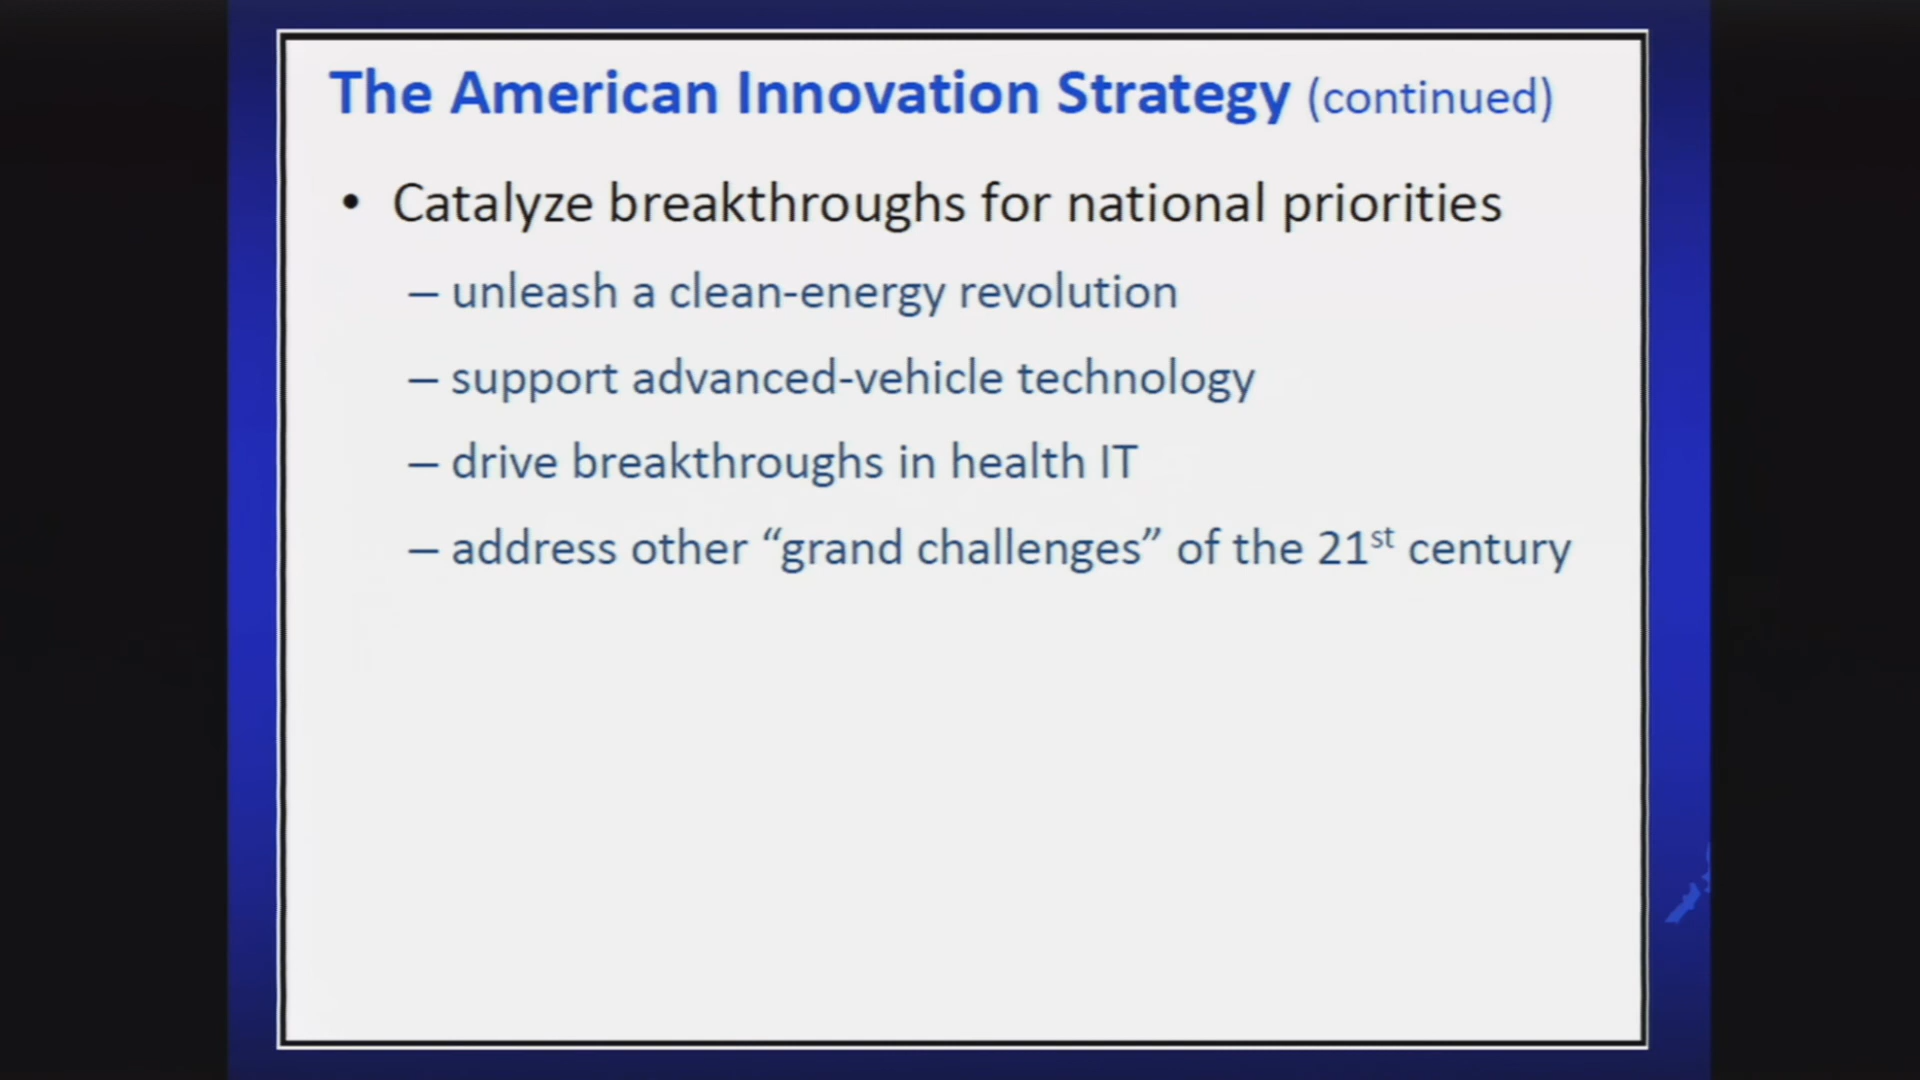 The American Innovation Strategy (continued)
• Catalyze breakthroughs for national priorities
– unleash a clean-energy revolution
– support advanced-vehicle technology
– drive breakthroughs in health IT
– address other “grand challenges” of the 21st century